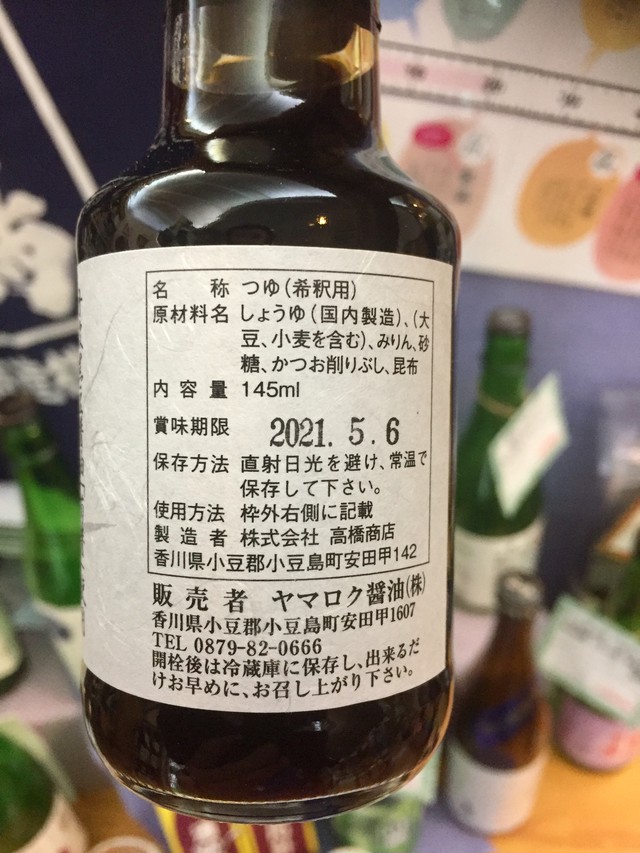 名　　称 つゆ(希釈用)
原材料名 しょうゆ(国内製造)、(大
豆、小麦を含む)、みりん、砂
糖、かつお削りぶし、昆布
内 容 量 145ml
賞味期限 2021. 5. 6
保存方法 直射日光を避け、常温で
保存して下さい。
使用方法 枠外右側に記載
製 造 者 株式会社 高橋商店
香川県小豆郡小豆島町安田甲142
販 売 者 ヤマロク醤油(株)
香川県小豆郡小豆島町安田甲1607
TEL 0879-82-0666
開栓後は冷蔵庫に保存し、出来るだ
けお早めに、お召し上がり下さい。